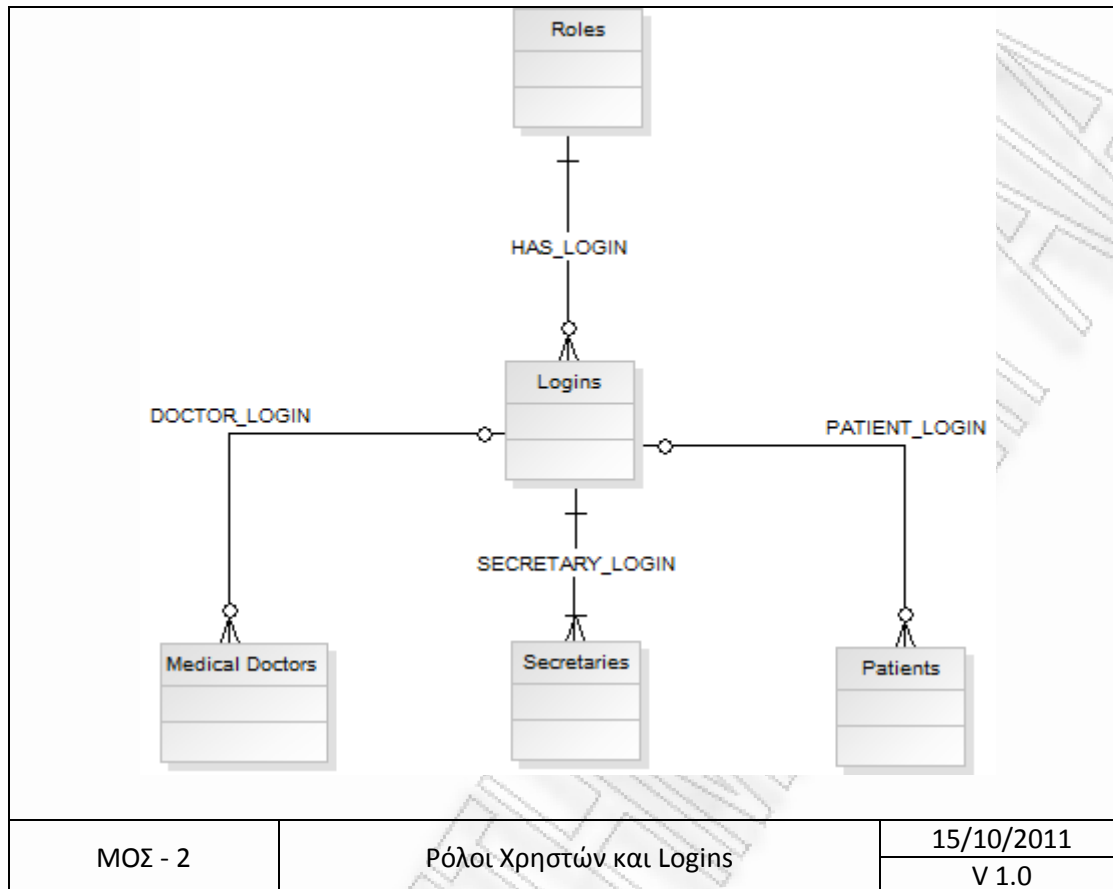 Roles
HAS_LOGIN
Logins
DOCTOR_LOGIN
PATIENT_LOGIN
SECRETARY_LOGIN
Medical Doctors
Secretaries
Patients
ΜΟΣ - 2
Ρόλοι Χρηστών και Logins
15/10/2011
V 1.0